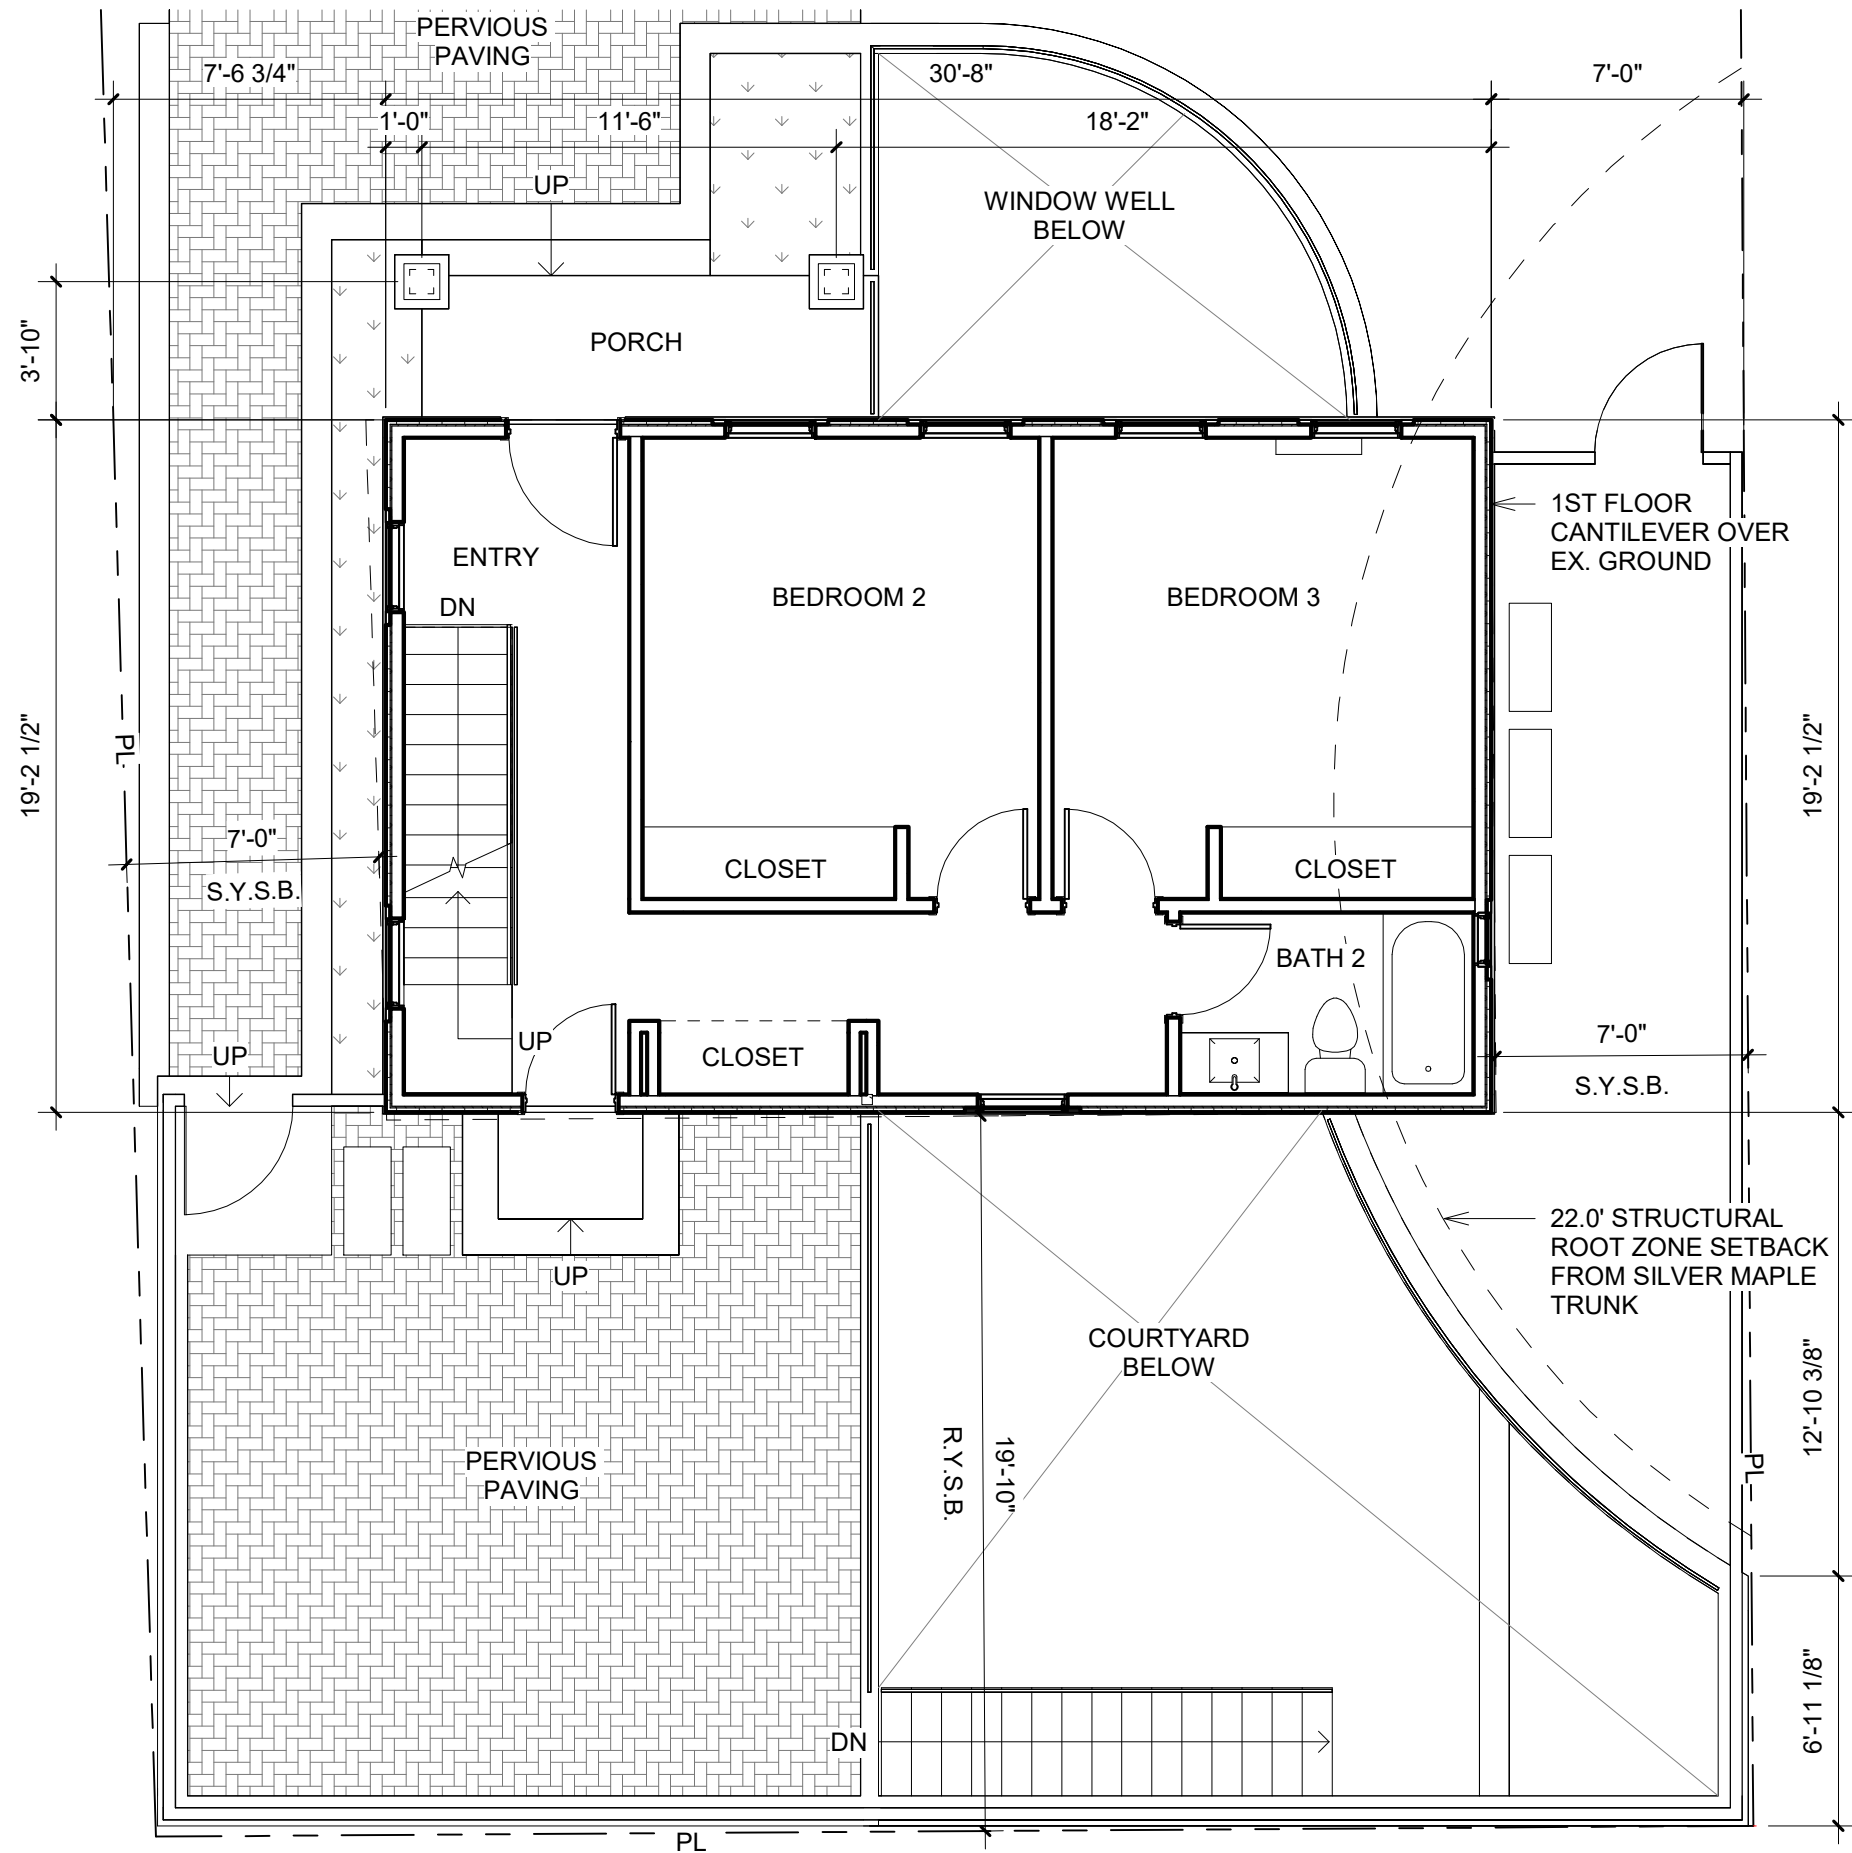 PERVIOUS
PAVING
7'-6 3/4"
30'-8"
7'-0"
1'-0"
11'-6"
18'-2"
UP
WINDOW WELL
BELOW
3'-10"
PORCH
1ST FLOOR
CANTILEVER OVER
EX. GROUND
ENTRY
DN
BEDROOM 2
BEDROOM 3
PL
19'-2 1/2"
19'-2 1/2"
7'-0"
S.Y.S.B.
CLOSET
CLOSET
BATH 2
UP
UP
CLOSET
7'-0"
S.Y.S.B.
22.0' STRUCTURAL
ROOT ZONE SETBACK
FROM SILVER MAPLE
TRUNK
UP
COURTYARD
BELOW
12'-10 3/8"
PL
PERVIOUS
PAVING
19'-10"
R.Y.S.B.
6'-11 1/8"
DN
PL